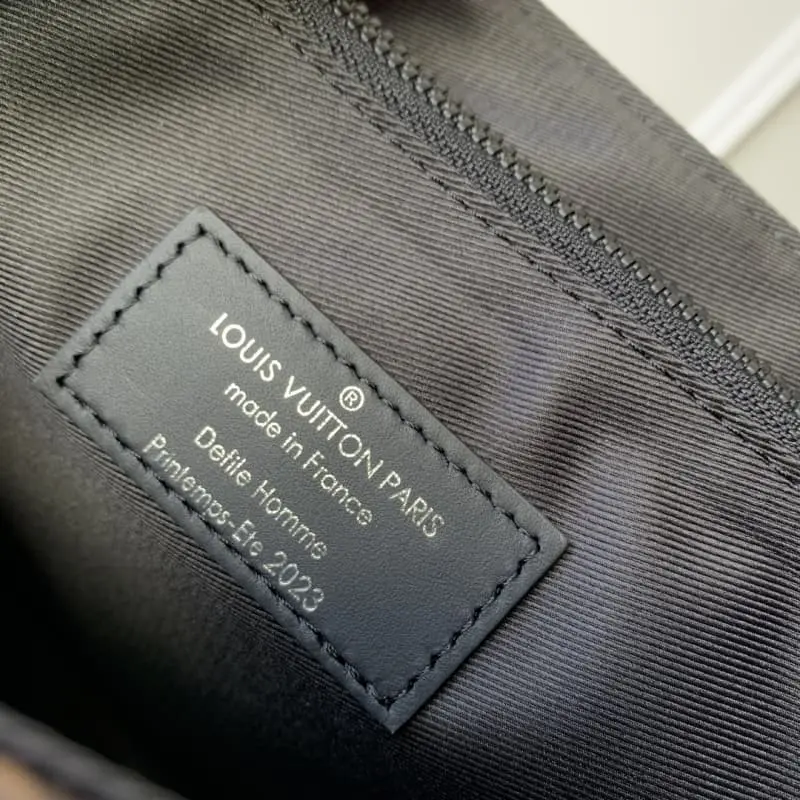 LOUIS VUITTON PARIS
®
made in France
Defile Homme
Printemps-Ete 2023